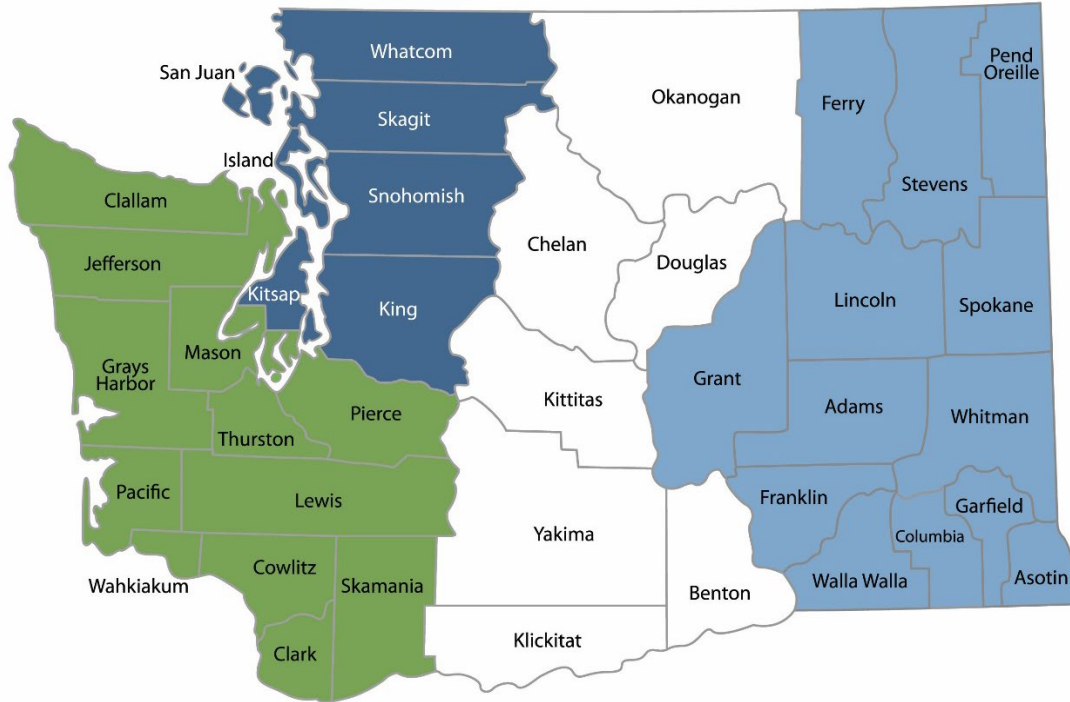 Whatcom
San Juan
Pend
Oreille
Okanogan
Ferry
Skagit
Island
Snohomish
Stevens
Clallam
Chelan
Douglas
Jefferson
Kitsap
King
Lincoln
Spokane
Mason
Grays
Harbor
Grant
Kittitas
Adams
Whitman
Pierce
Thurston
Pacific
Lewis
Franklin
Garfield
Yakima
Columbia
Wahkiakum
Cowlitz
Skamania
Benton
Walla Walla
Asotin
Clark
Klickitat